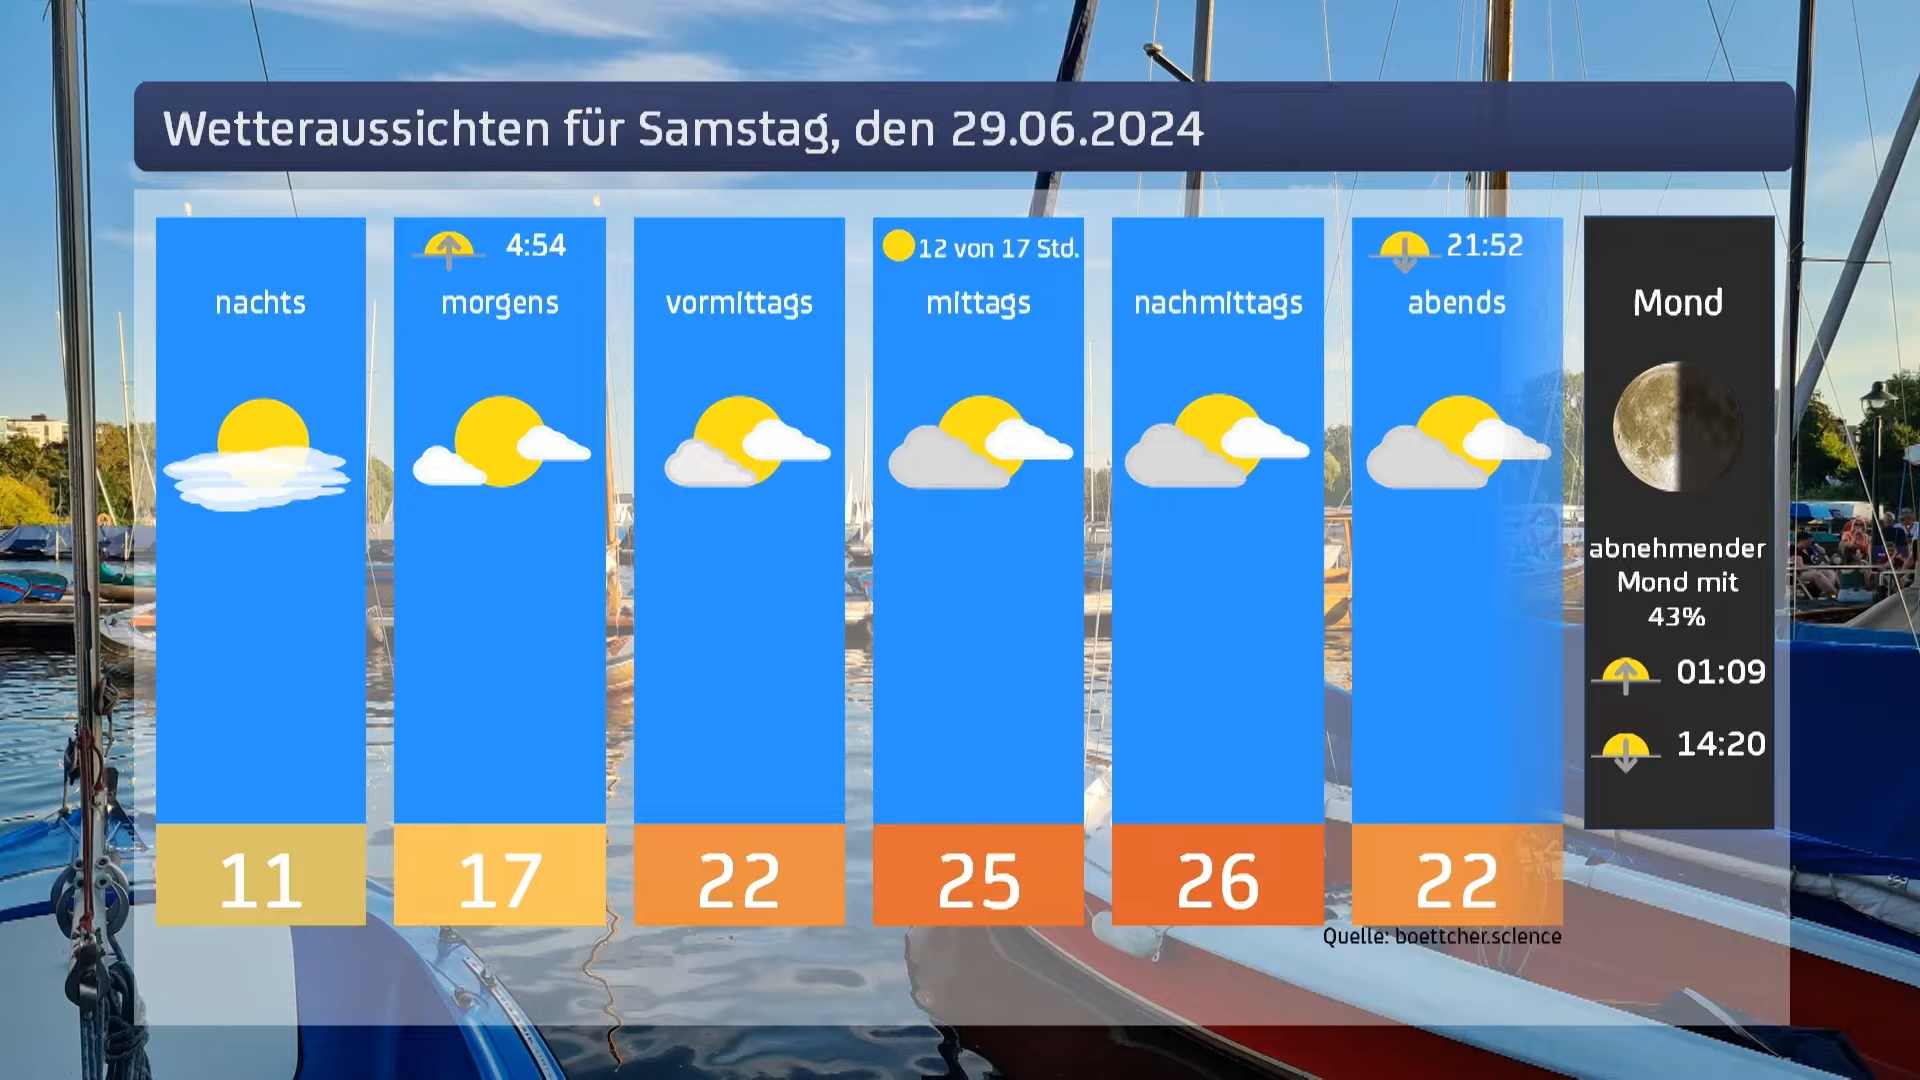 Wetteraussichten für Samstag, den 29.06.2024
nachts
11
4:54
morgens
17
vormittags
22
12 von 17 Std.
mittags
25
nachmittags
26
21:52
abends
22
Mond
abnehmender
Mond mit
43%
01:09
14:20
Quelle: boettcher.science